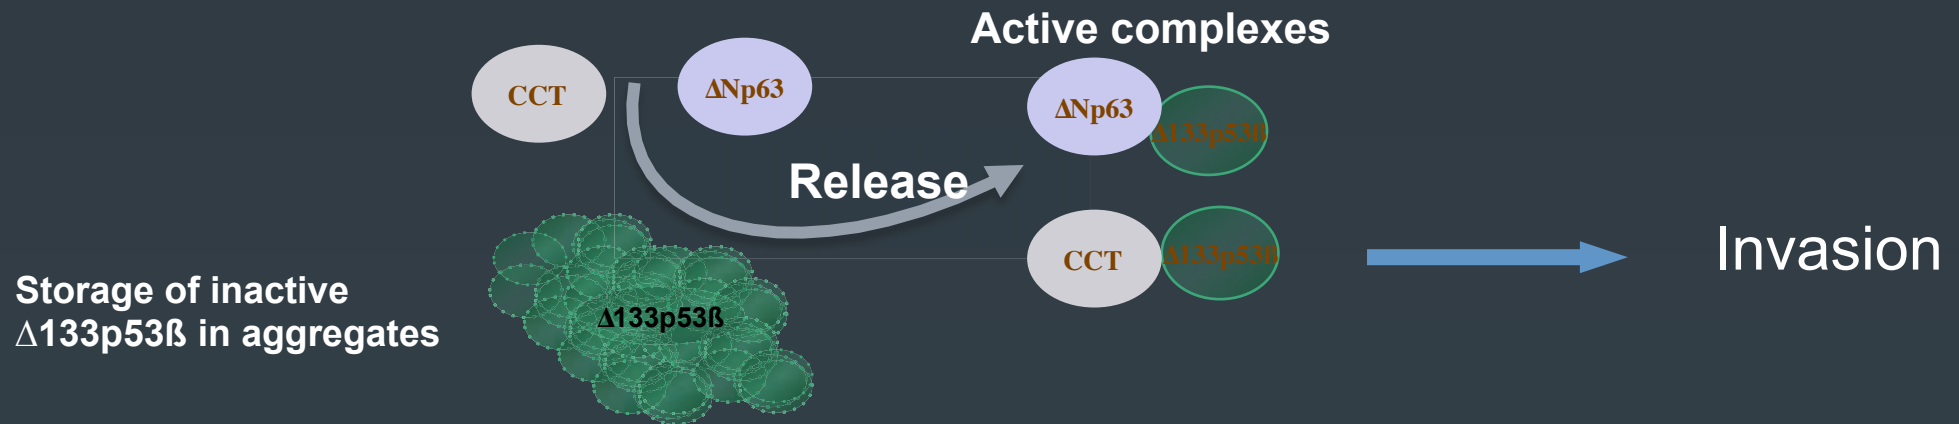 Active complexes
CCT
ΔNp63
ΔNp63
Δ133p53ß
Release
CCT
Δ133p53ß
Invasion
Storage of inactive
Δ133p53ß in aggregates
Δ133p53ß